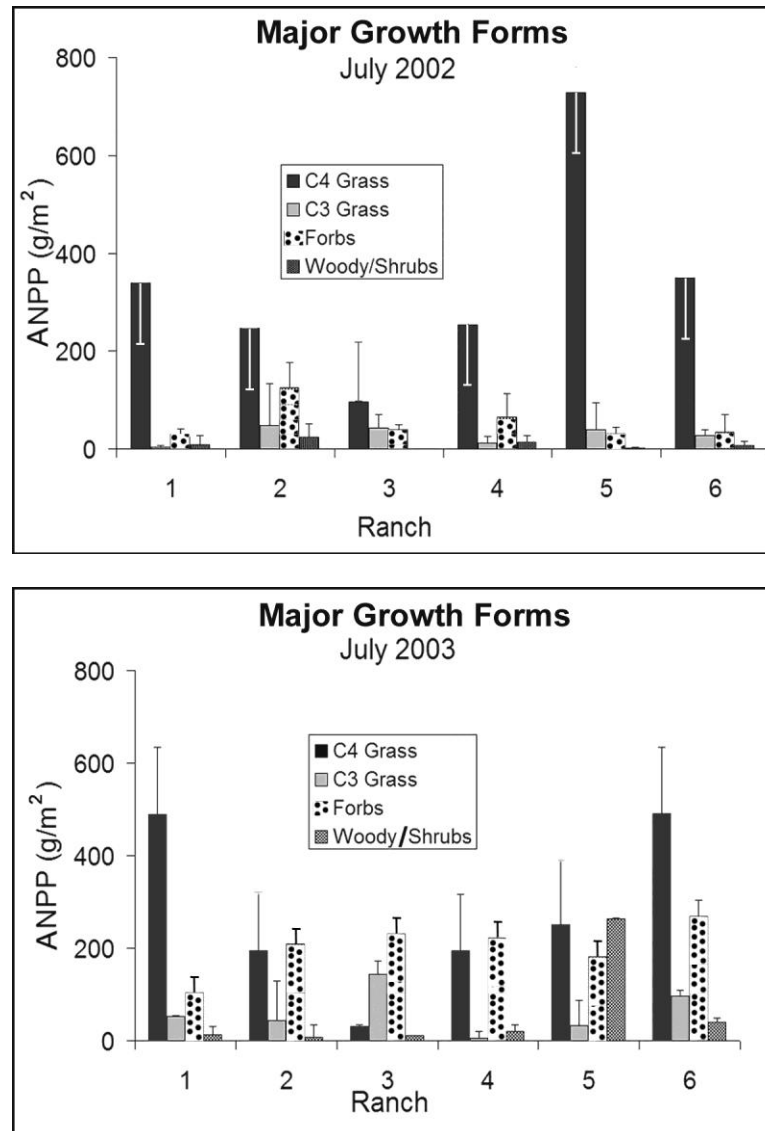 Major Growth Forms
July 2002
800
600
400
200
0
ANPP (g/m²)
C4 Grass
C3 Grass
Forbs
Woody/Shrubs
1 2 3 4 5 6
Ranch
Major Growth Forms
July 2003
800
600
400
200
0
ANPP (g/m²)
C4 Grass
C3 Grass
Forbs
Woody/Shrubs
1 2 3 4 5 6
Ranch